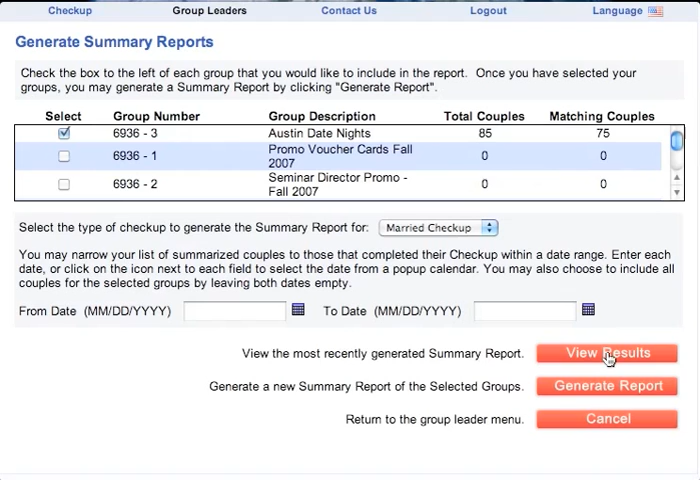 Checkup Group Leaders Contact Us Logout Language
Generate Summary Reports
Check the box to the left of each group that you would like to include in the report. Once you have selected your
groups, you may generate a Summary Report by clicking "Generate Report".
Select Group Number Group Description Total Couples Matching Couples
6936 - 3 Austin Date Nights 85 75
6936 - 1 Promo Voucher Cards Fall 2007 0 0
6936 - 2 Seminar Director Promo - Fall 2007 0 0
Select the type of checkup to generate the Summary Report for: Married Checkup
You may narrow your list of summarized couples to those that completed their Checkup within a date range. Enter each
date, or click on the icon next to each field to select the date from a popup calendar. You may also choose to include all
couples for the selected groups by leaving both dates empty.
From Date (MM/DD/YYYY) To Date (MM/DD/YYYY)
View the most recently generated Summary Report. View Results
Generate a new Summary Report of the Selected Groups. Generate Report
Return to the group leader menu. Cancel